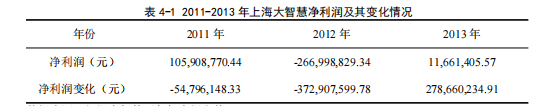 表 4-1 2011-2013 年上海大智慧净利润及其变化情况
年份 2011 年 2012 年 2013 年
净利润（元） 105,908,770.44 -266,998,829.34 11,661,405.57
净利润变化（元） -54,796,148.33 -372,907,599.78 278,660,234.91